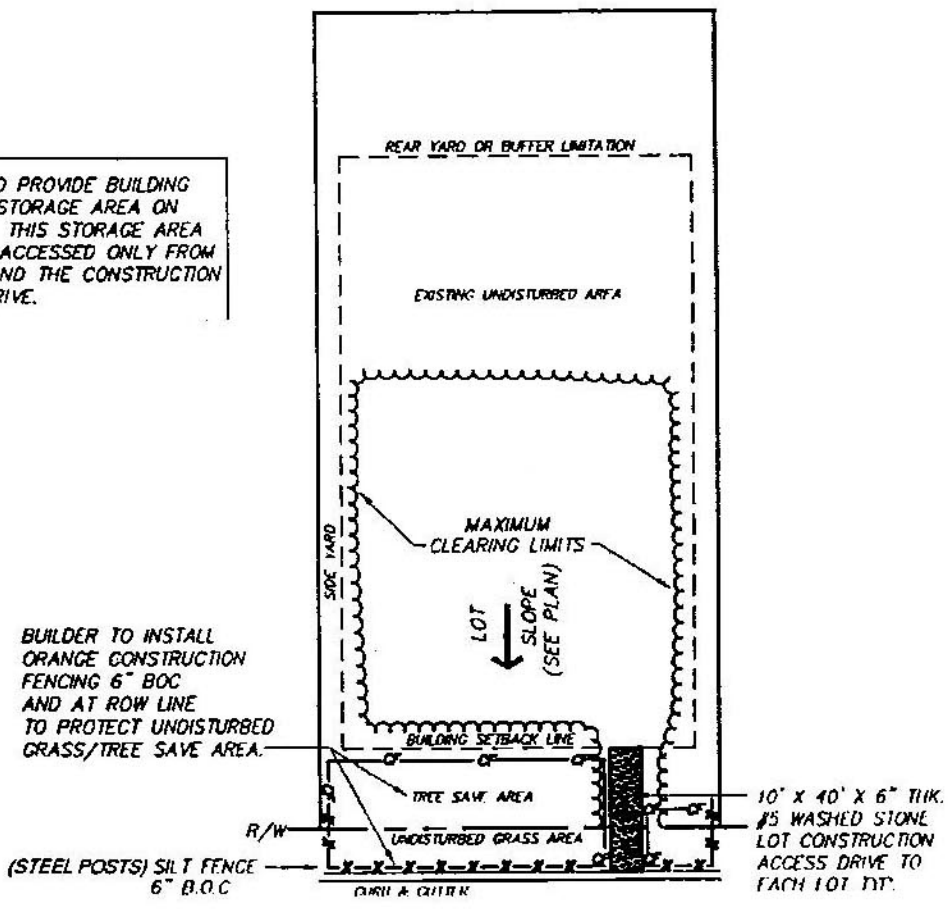 REAR YARD OR BUFFER LIMITATION
O PROVIDE BUILDING
STORAGE AREA ON
THIS STORAGE AREA
ACCESSED ONLY FROM
ND THE CONSTRUCTION
RIVE.
EXISTING UNDISTURBED AREA
MAXIMUM
CLEARING LIMITS
SIDE YARD
LOT
SLOPE
(SEE PLAN)
BUILDER TO INSTALL
ORANGE CONSTRUCTION
FENCING 6" BOC
AND AT ROW LINE
TO PROTECT UNDISTURBED
GRASS/TREE SAVE AREA.
BUILDING SETBACK LINE
CF CF CF
TREE SAVE AREA
R/W
UNDISTURBED GRASS AREA
(STEEL POSTS) SILT FENCE
6" B.O.C
CURB & GUTTER
10' X 40' X 6" THK.
#5 WASHED STONE
LOT CONSTRUCTION
ACCESS DRIVE TO
EACH LOT TYP.